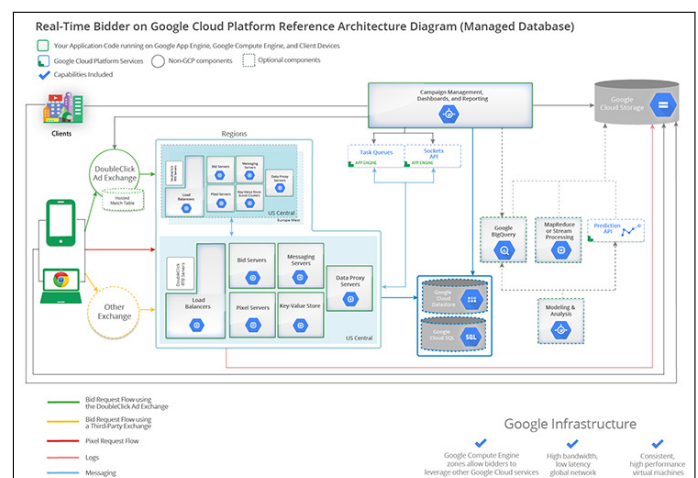 Real-Time Bidder on Google Cloud Platform Reference Architecture Diagram (Managed Database)
Your Application Code running on Google App Engine, Google Compute Engine, and Client Devices
Google Cloud Platform Services
Non-GCP components
Optional components
Capabilities Included
Clients
Campaign Management,
Dashboards, and Reporting
Google
Cloud Storage
Regions
Task Queues
APP ENGINE
Sockets
API
APP ENGINE
DoubleClick
Ad Exchange
Hosted
Match Table
Load
Balancers
Bid Servers
Messaging
Servers
Pixel Servers
Key-Value Store
Data Proxy
Servers
US Central
Europe West
Google
BigQuery
MapReduce
or Stream
Processing
Prediction
API
DoubleClick
RTB Servers
Load
Balancers
Bid Servers
Messaging
Servers
Pixel Servers
Key-Value Store
Data Proxy
Servers
US Central
Other
Exchange
Google
Cloud
Datastore
Google
Cloud SQL
SQL
Modeling &
Analysis
Bid Request Flow using
the DoubleClick Ad Exchange
Bid Request Flow using
a Third-Party Exchange
Pixel Request Flow
Logs
Messaging
Google Infrastructure
Google Compute Engine
zones allow bidders to
leverage other Google Cloud services
High bandwidth,
low latency
global network
Consistent,
high performance
virtual machines